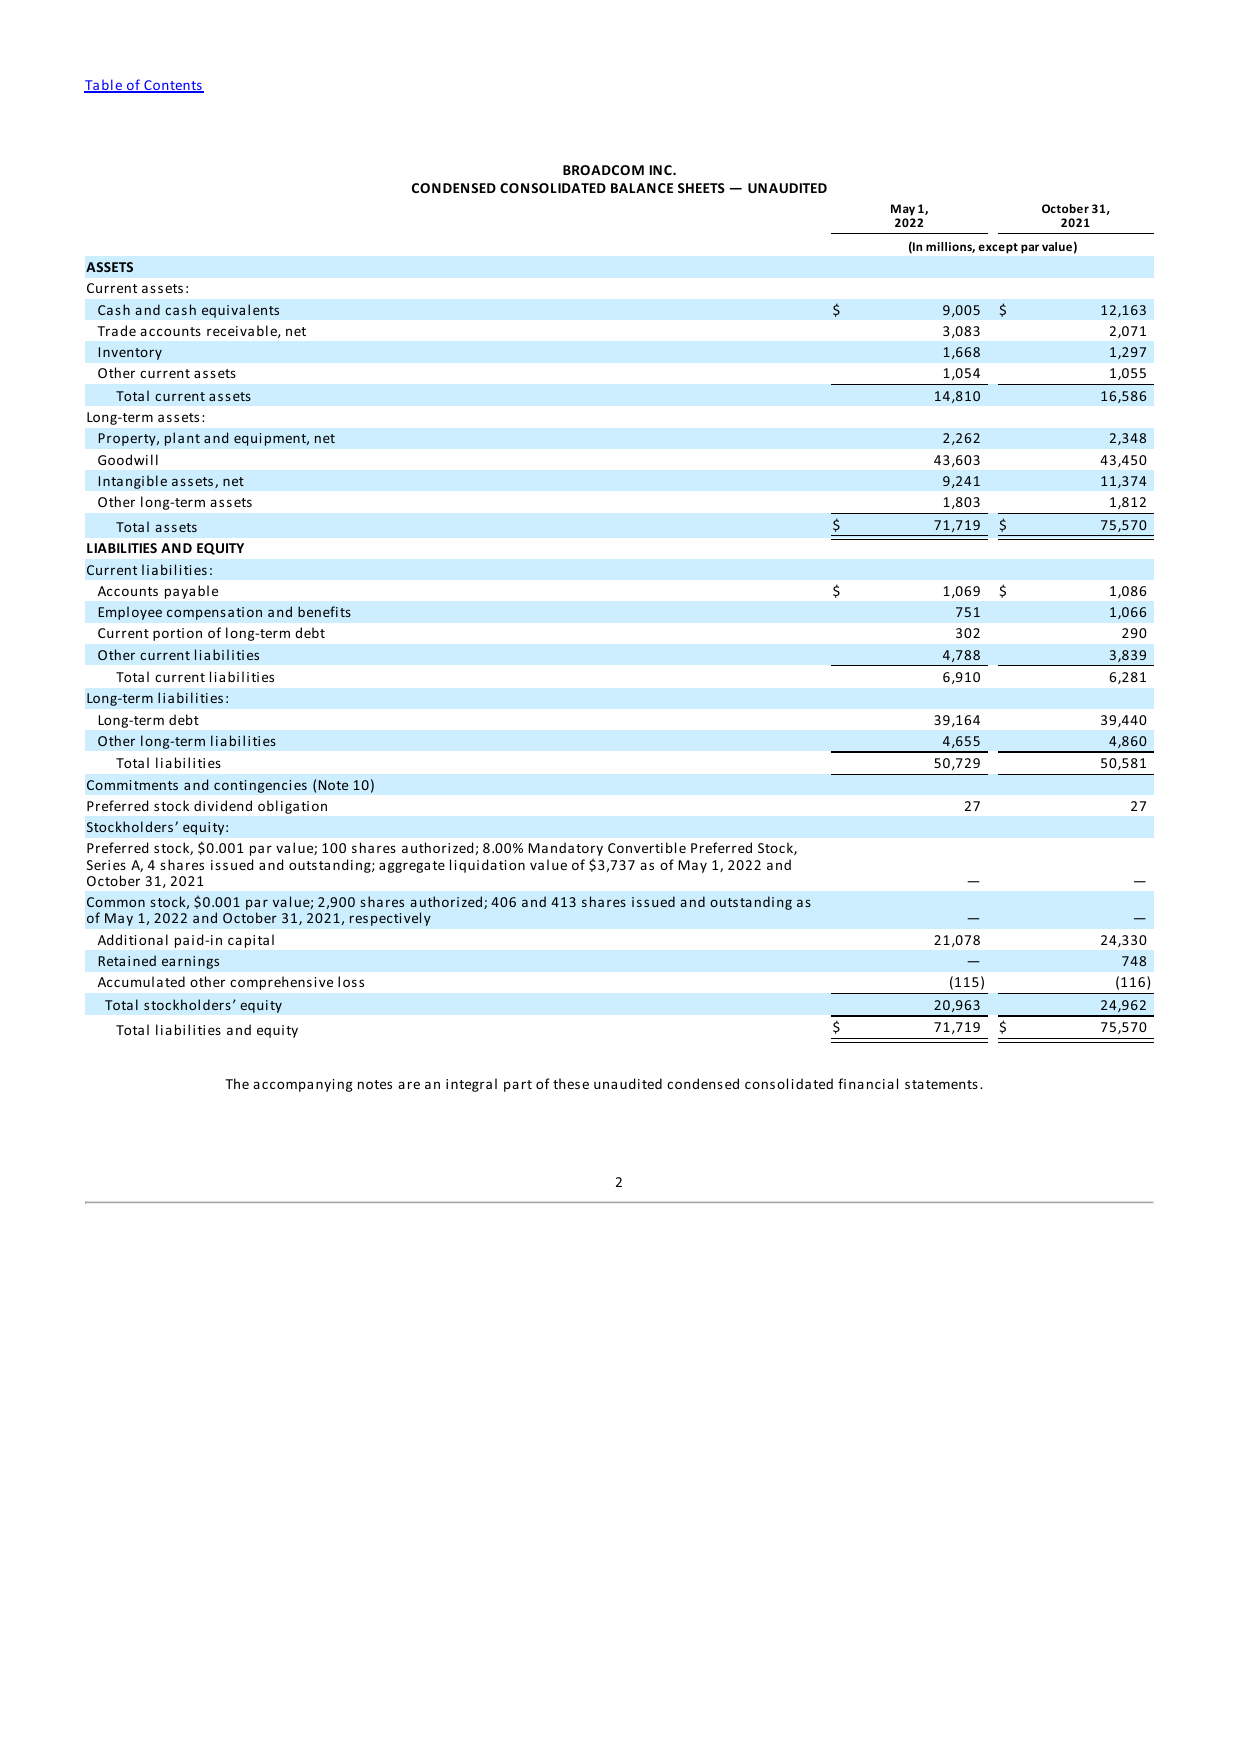 Table of Contents
BROADCOM INC.
CONDENSED CONSOLIDATED BALANCE SHEETS — UNAUDITED
May 1, October 31,
2022 2021
(In millions, except par value)
ASSETS
Current assets:
Cash and cash equivalents $ 9,005 $ 12,163
Trade accounts receivable, net 3,083 2,071
Inventory 1,668 1,297
Other current assets 1,054 1,055
Total current assets 14,810 16,586
Long-term assets:
Property, plant and equipment, net 2,262 2,348
Goodwill 43,603 43,450
Intangible assets, net 9,241 11,374
Other long-term assets 1,803 1,812
Total assets $ 71,719 $ 75,570
LIABILITIES AND EQUITY
Current liabilities:
Accounts payable $ 1,069 $ 1,086
Employee compensation and benefits 751 1,066
Current portion of long-term debt 302 290
Other current liabilities 4,788 3,839
Total current liabilities 6,910 6,281
Long-term liabilities:
Long-term debt 39,164 39,440
Other long-term liabilities 4,655 4,860
Total liabilities 50,729 50,581
Commitments and contingencies (Note 10)
Preferred stock dividend obligation 27 27
Stockholders’ equity:
Preferred stock, $0.001 par value; 100 shares authorized; 8.00% Mandatory Convertible Preferred Stock,
Series A, 4 shares issued and outstanding; aggregate liquidation value of $3,737 as of May 1, 2022 and
October 31, 2021 — —
Common stock, $0.001 par value; 2,900 shares authorized; 406 and 413 shares issued and outstanding as
of May 1, 2022 and October 31, 2021, respectively — —
Additional paid-in capital 21,078 24,330
Retained earnings — 748
Accumulated other comprehensive loss (115) (116)
Total stockholders’ equity 20,963 24,962
Total liabilities and equity $ 71,719 $ 75,570
The accompanying notes are an integral part of these unaudited condensed consolidated financial statements.
2